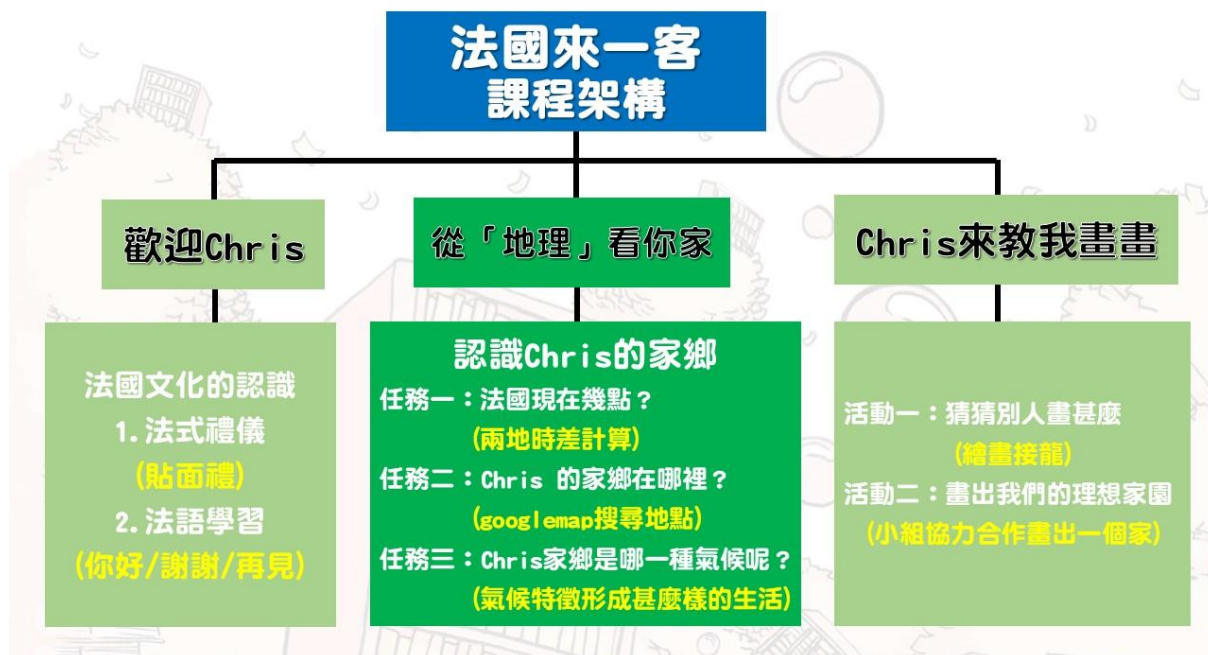 法國來一客
課程架構
歡迎Chris
從「地理」看你家
Chris來教我畫畫
法國文化的認識
1.法式禮儀
(貼面禮)
2.法語學習
(你好/謝謝/再見)
認識Chris的家鄉
任務一：法國現在幾點？
(兩地時差計算)
任務二：Chris 的家鄉在哪裡？
(googlemap搜尋地點)
任務三：Chris家鄉是哪一種氣候呢？
(氣候特徵形成甚麼樣的生活)
活動一：猜猜別人畫甚麼
(繪畫接龍)
活動二：畫出我們的理想家園
(小組協力合作畫出一個家)